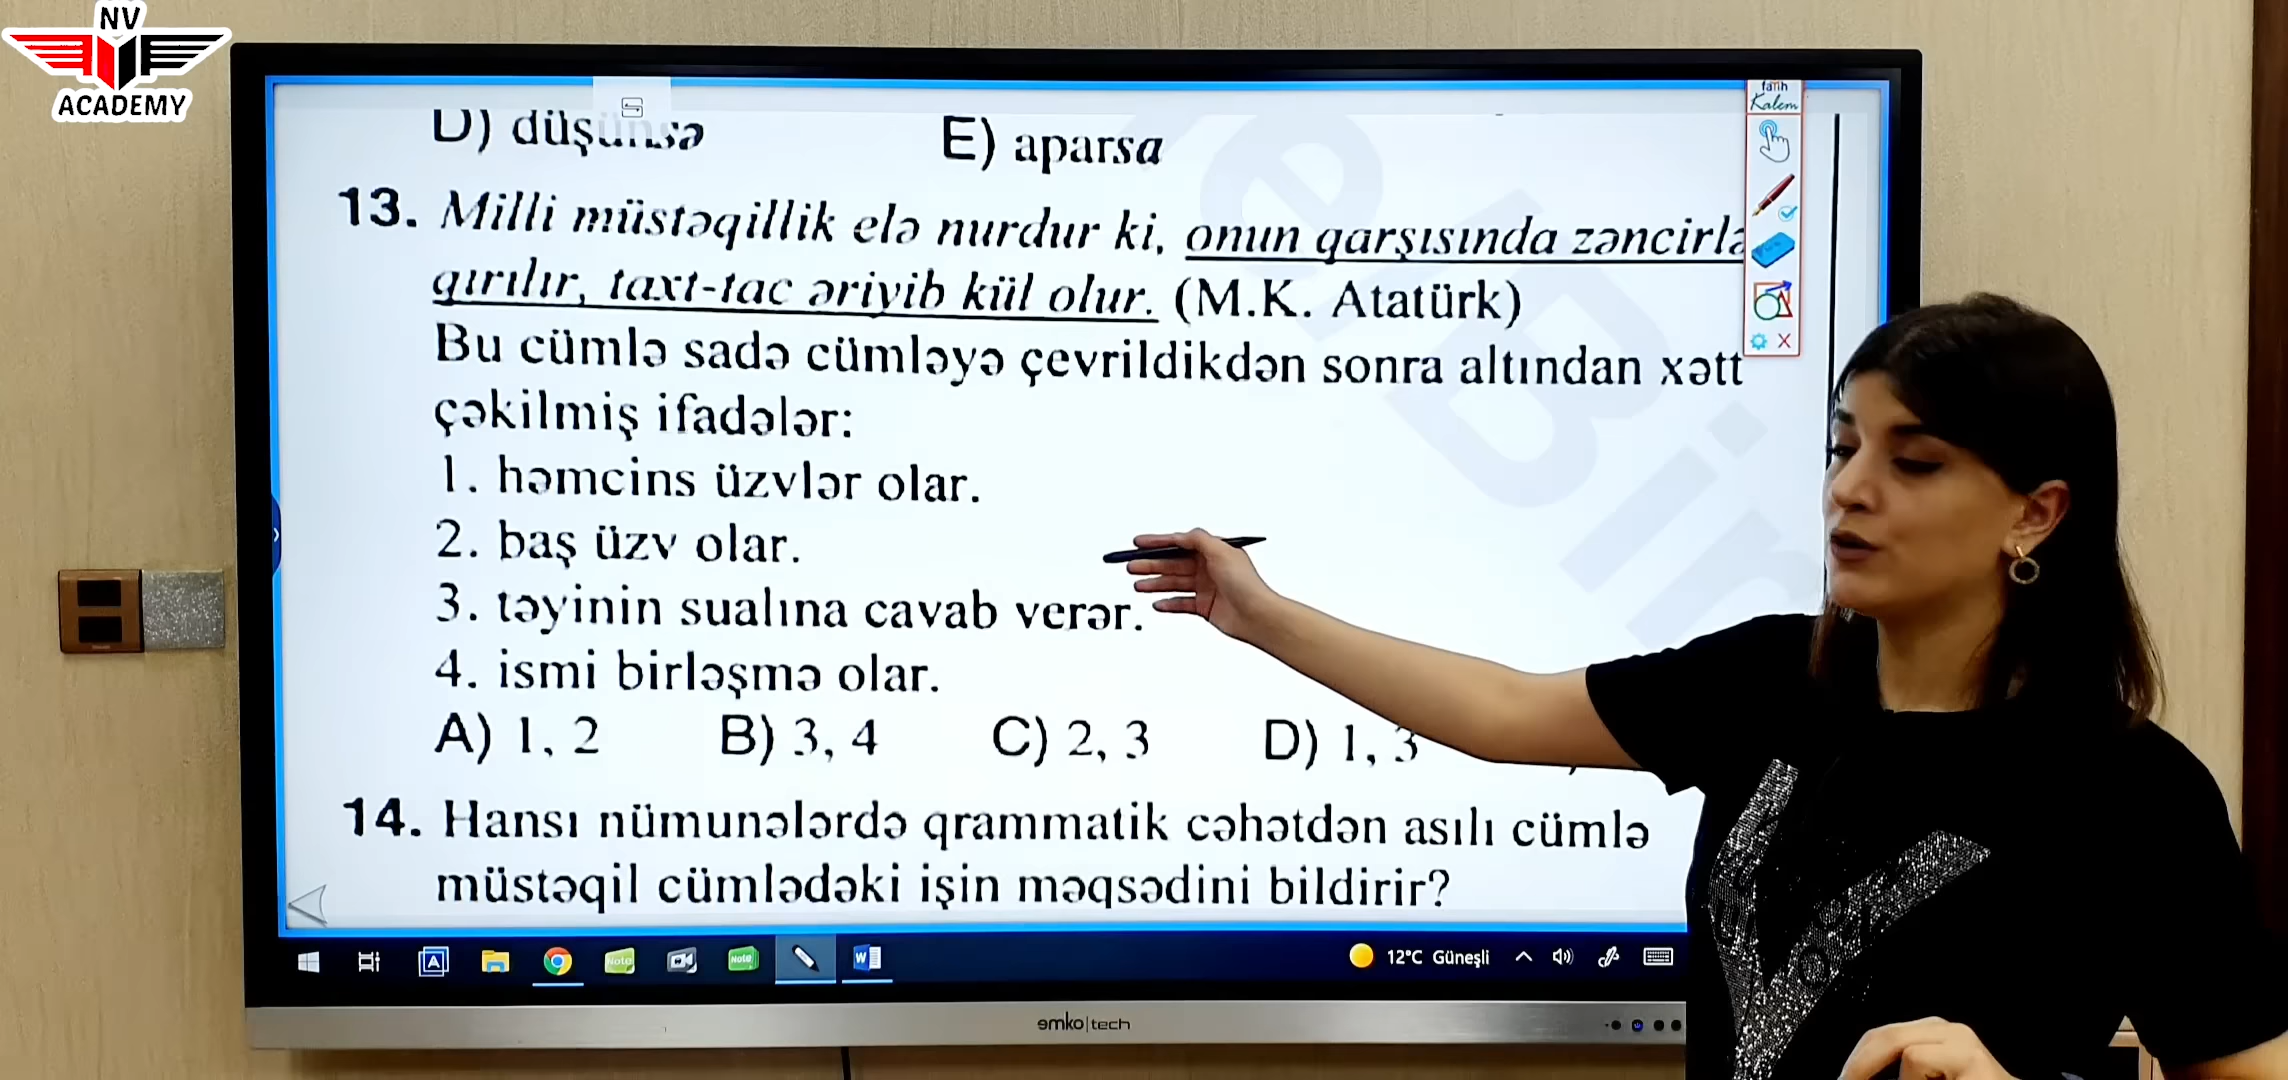 NV
ACADEMY
D) düşünsə
E) aparsa
fatih
Kalem
13. Milli müstəqillik elə nurdur ki, onun qarşısında zəncirlə
qırılır, taxt-tac əriyib kül olur. (M.K. Atatürk)
Bu cümlə sadə cümləyə çevrildikdən sonra altından xətt
çəkilmiş ifadələr:
1. həmcins üzvlər olar.
2. baş üzv olar.
3. təyinin sualına cavab verər.
4. ismi birləşmə olar.
A) 1, 2 B) 3, 4 C) 2, 3 D) 1, 3
14. Hansı nümunələrdə qrammatik cəhətdən asılı cümlə
müstəqil cümlədəki işin məqsədini bildirir?
12°C Güneşli
emko|tech